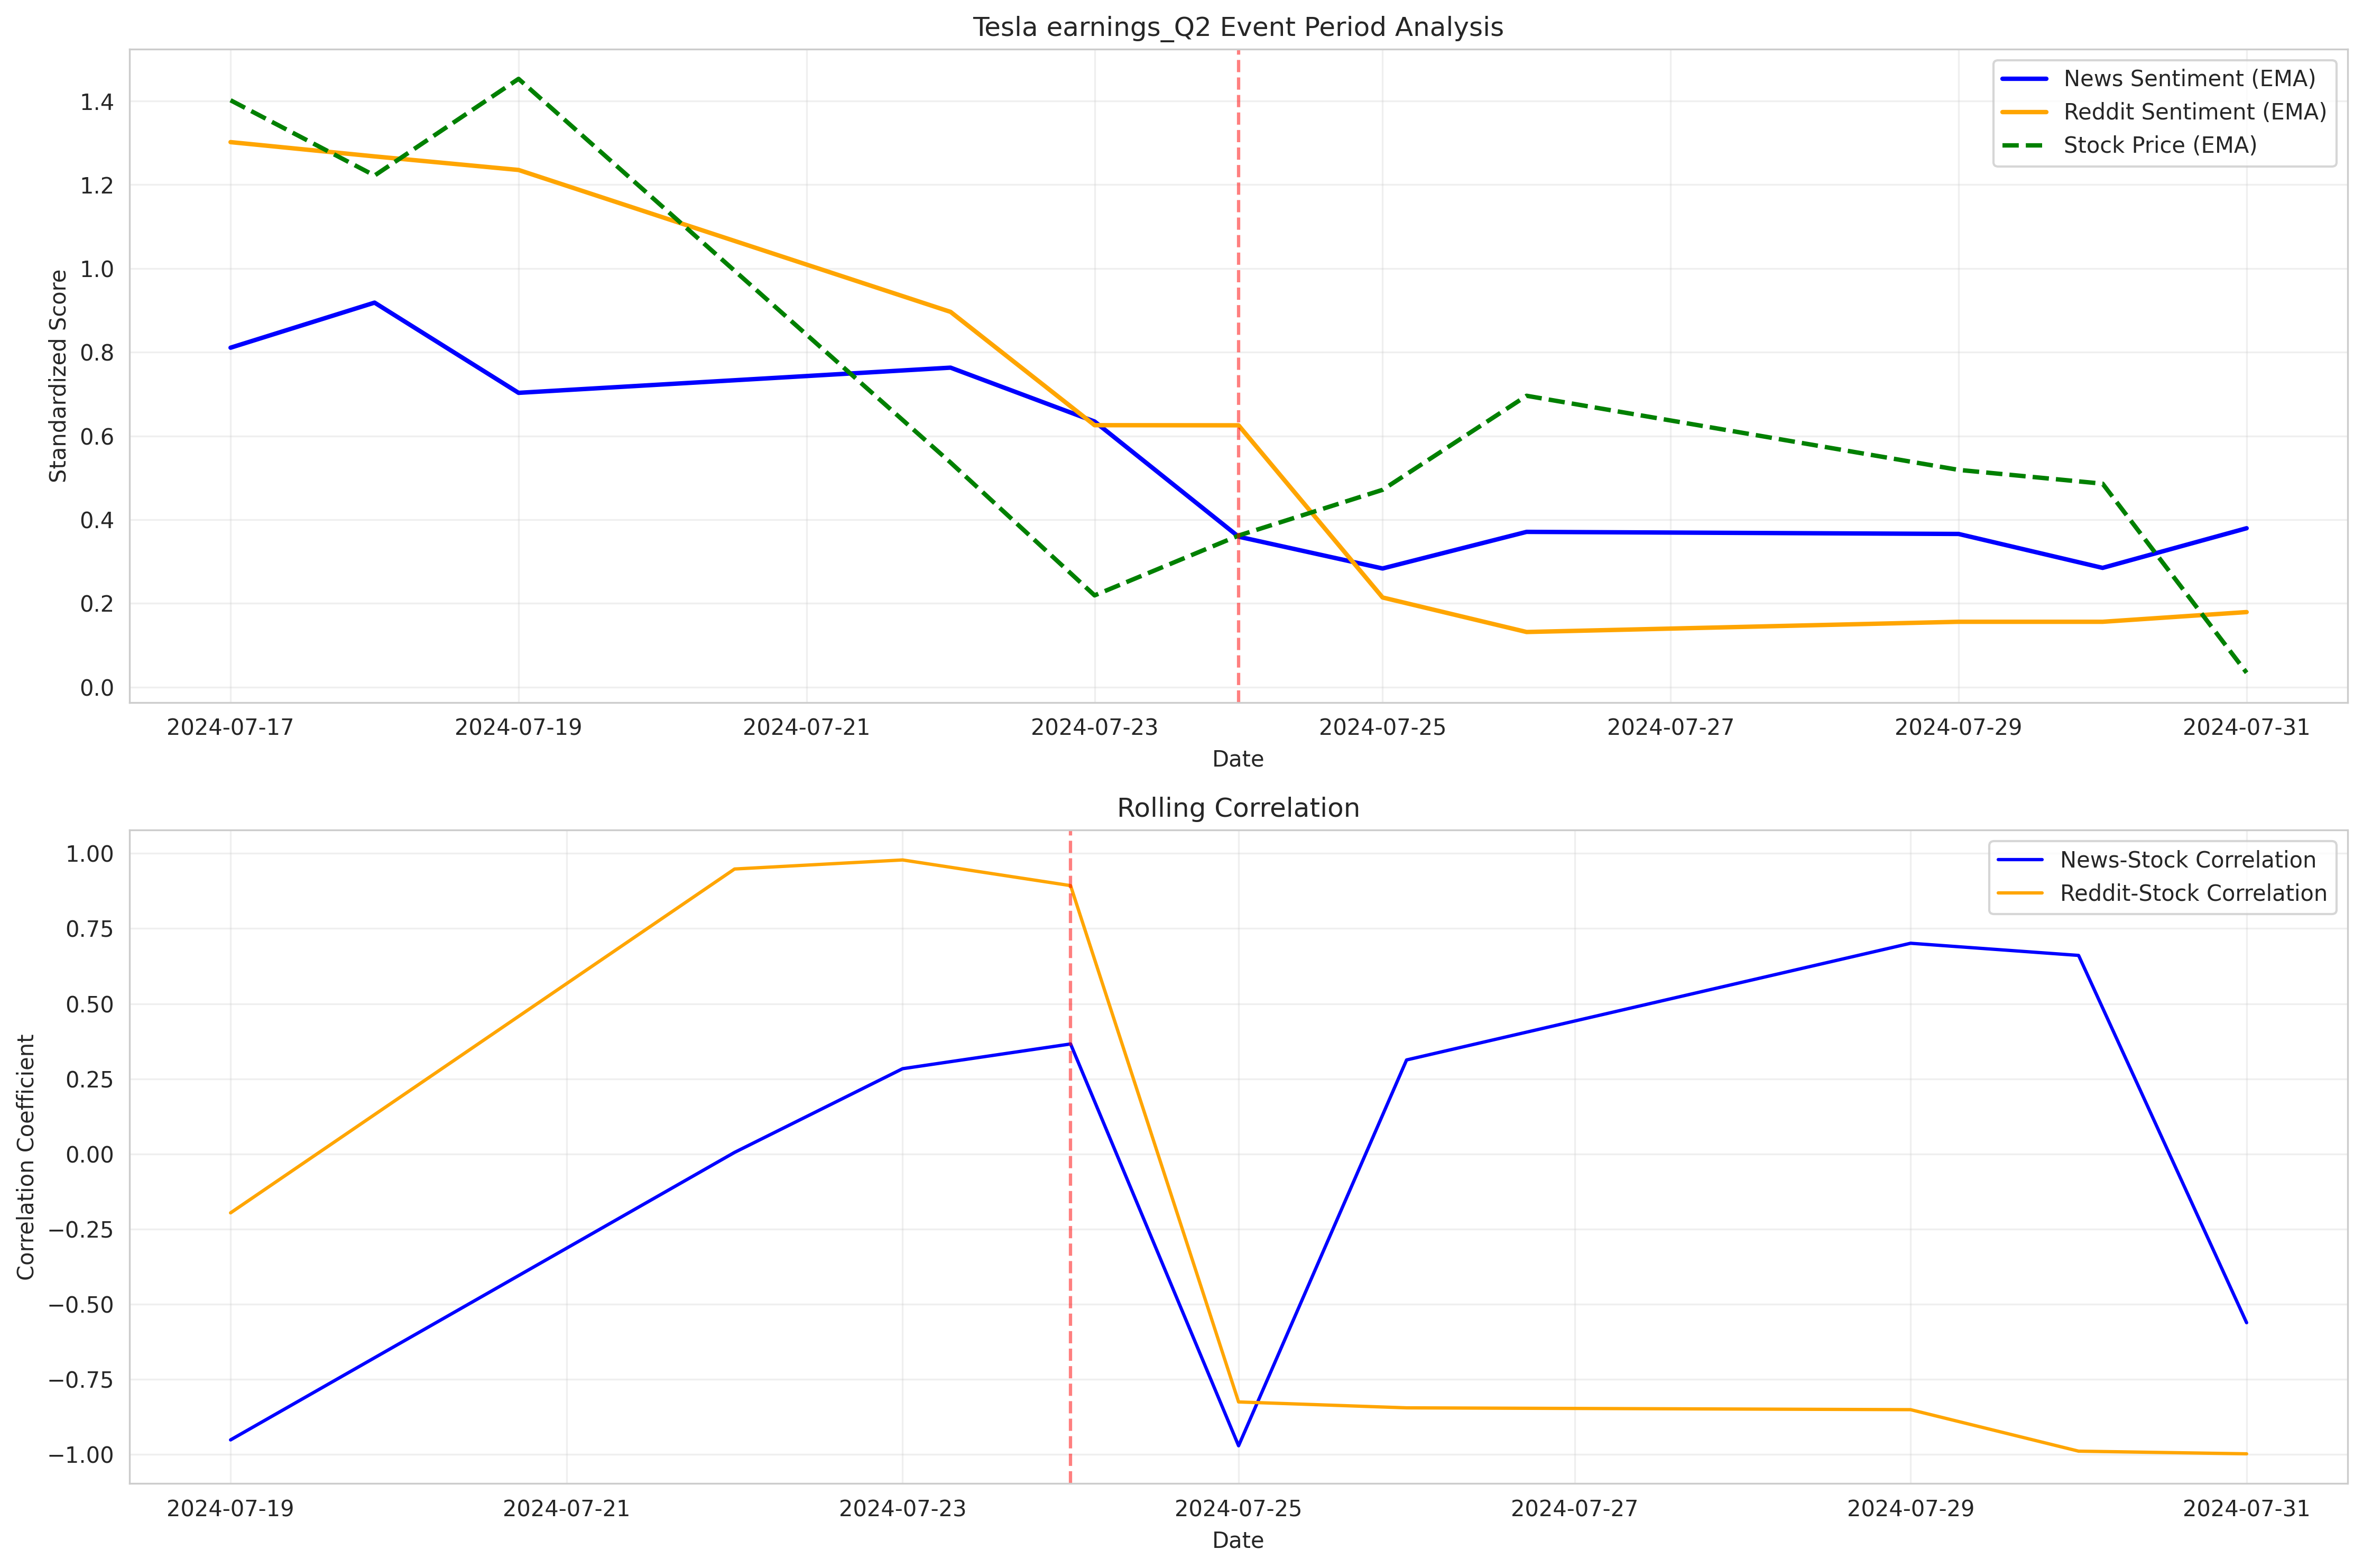 Tesla earnings_Q2 Event Period Analysis
News Sentiment (EMA)
Reddit Sentiment (EMA)
Stock Price (EMA)
Standardized Score
1.4
1.2
1.0
0.8
0.6
0.4
0.2
0.0
2024-07-17
2024-07-19
2024-07-21
2024-07-23
2024-07-25
2024-07-27
2024-07-29
2024-07-31
Date
Rolling Correlation
News-Stock Correlation
Reddit-Stock Correlation
Correlation Coefficient
1.00
0.75
0.50
0.25
0.00
−0.25
−0.50
−0.75
−1.00
2024-07-19
2024-07-21
2024-07-23
2024-07-25
2024-07-27
2024-07-29
2024-07-31
Date